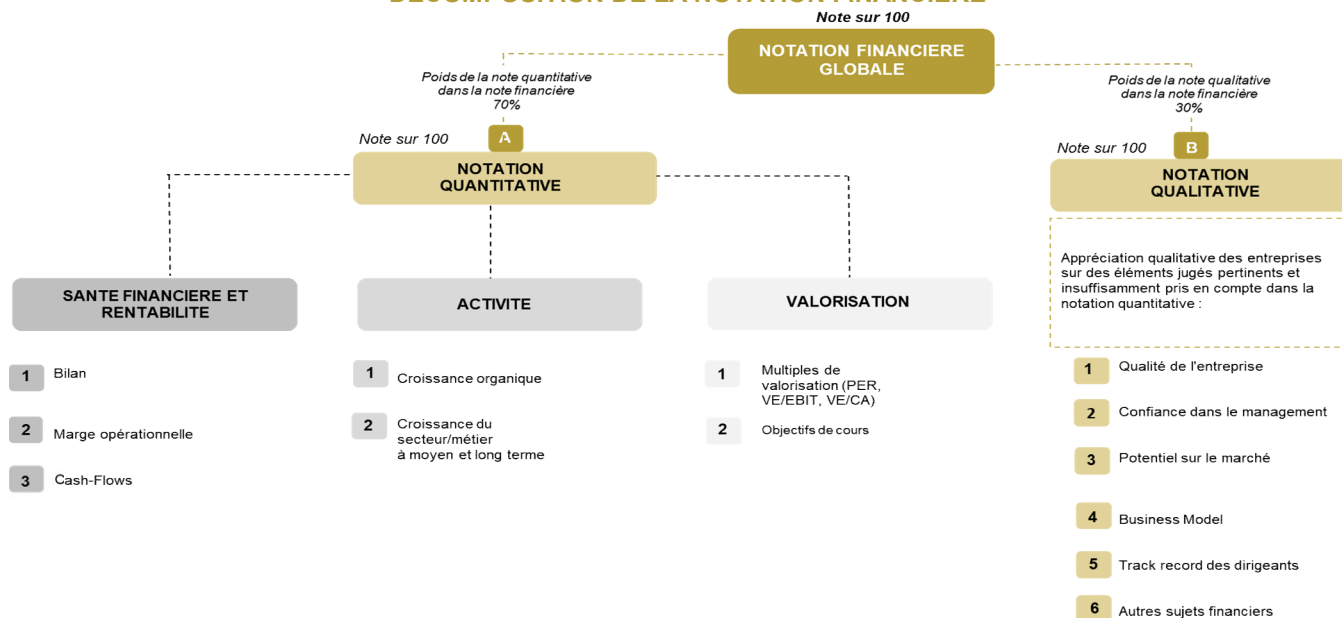 DECOMPOSITION DE LA NOTATION FINANCIERE
Note sur 100
NOTATION FINANCIERE
GLOBALE
Poids de la note quantitative
dans la note financière
70%
Poids de la note qualitative
dans la note financière
30%
Note sur 100
A
NOTATION
QUANTITATIVE
Note sur 100
B
NOTATION
QUALITATIVE
SANTE FINANCIERE ET
RENTABILITE
1 Bilan
2 Marge opérationnelle
3 Cash-Flows
ACTIVITE
1 Croissance organique
2 Croissance du
secteur/métier
à moyen et long terme
VALORISATION
1 Multiples de
valorisation (PER,
VE/EBIT, VE/CA)
2 Objectifs de cours
Appréciation qualitative des entreprises
sur des éléments jugés pertinents et
insuffisamment pris en compte dans la
notation quantitative :
1 Qualité de l'entreprise
2 Confiance dans le management
3 Potentiel sur le marché
4 Business Model
5 Track record des dirigeants
6 Autres sujets financiers